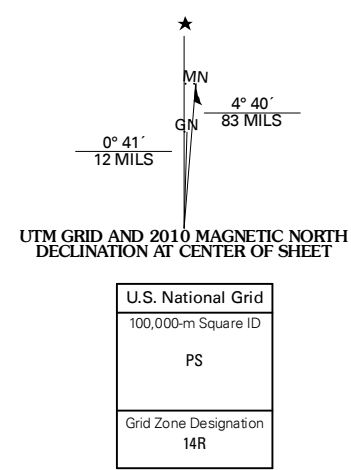 MN
4° 40´
83 MILS
GN
0° 41´
12 MILS
UTM GRID AND 2010 MAGNETIC NORTH
DECLINATION AT CENTER OF SHEET
U.S. National Grid
100,000-m Square ID
PS
Grid Zone Designation
14R